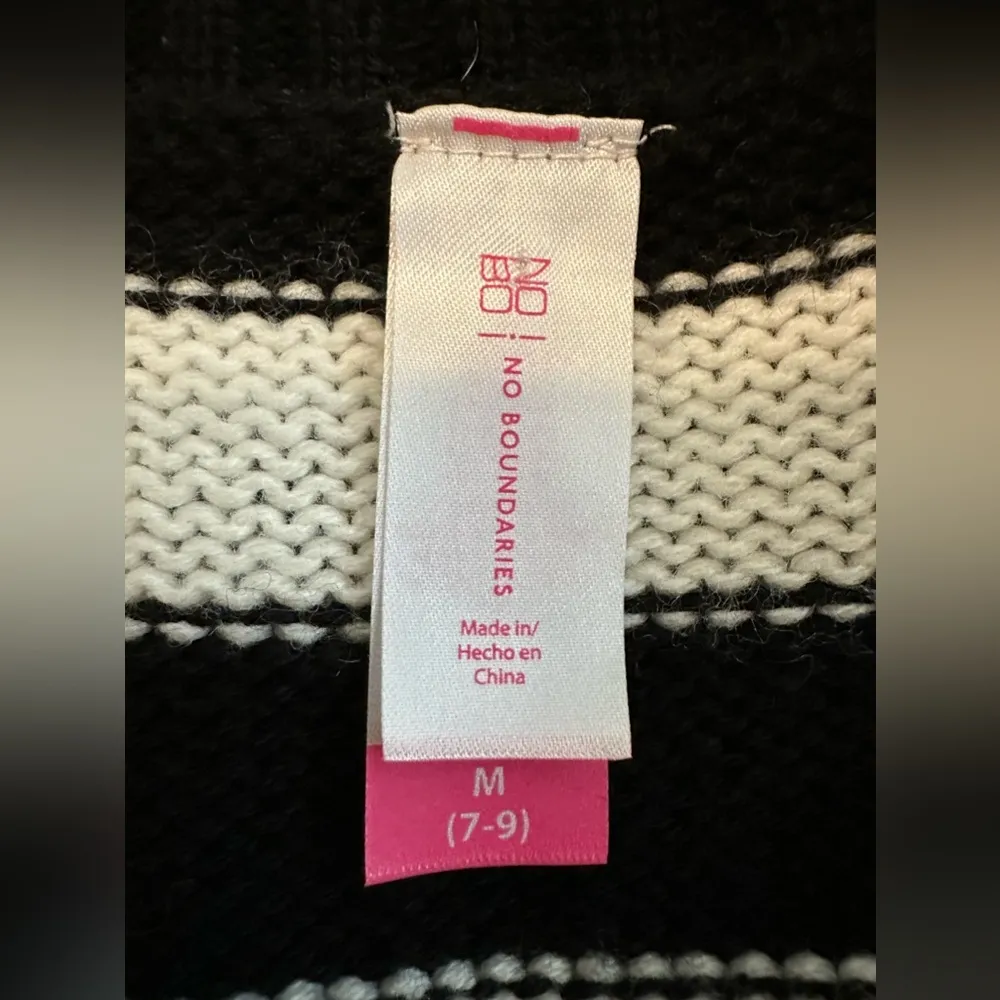 NO
BO
NO BOUNDARIES
Made in/
Hecho en
China
M
(7-9)